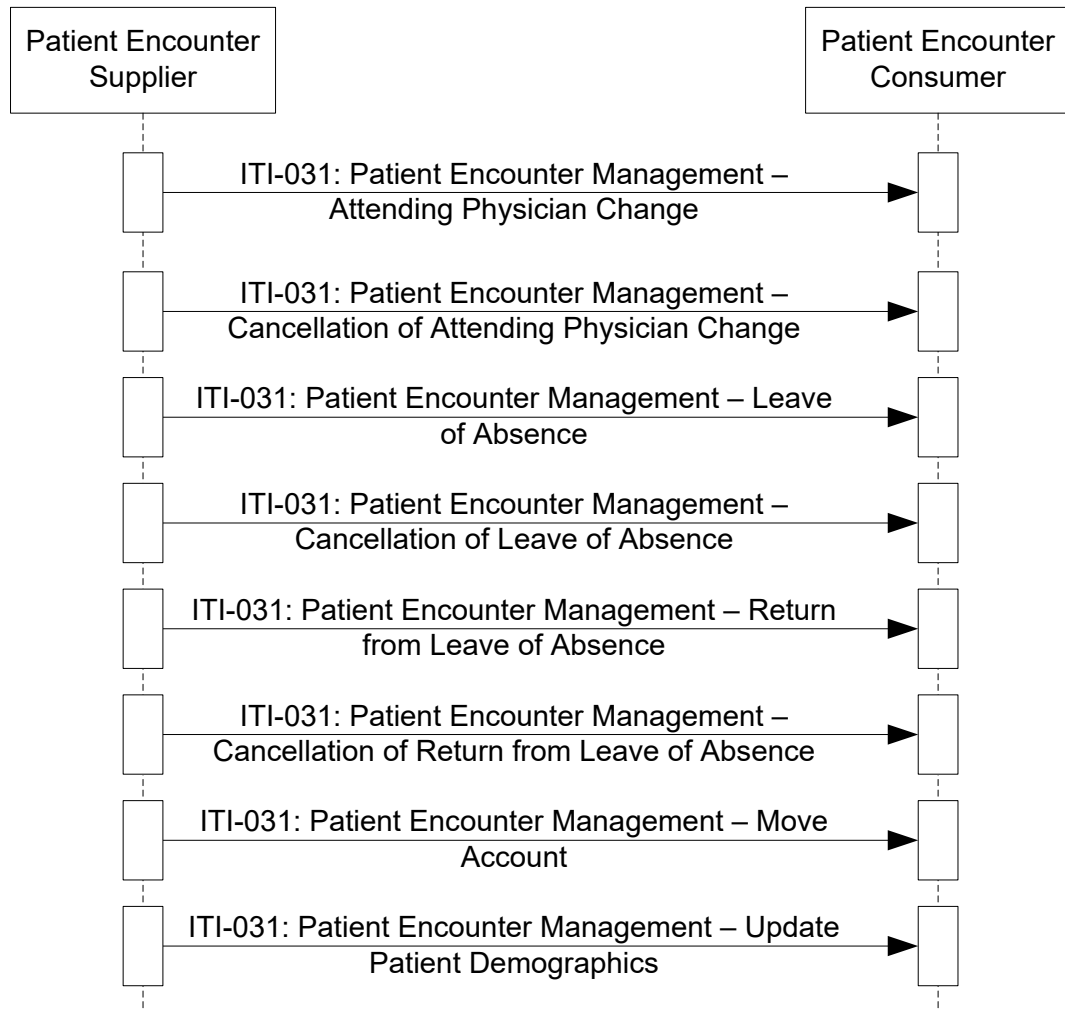 Patient Encounter
Supplier
Patient Encounter
Consumer
ITI-031: Patient Encounter Management –
Attending Physician Change
ITI-031: Patient Encounter Management –
Cancellation of Attending Physician Change
ITI-031: Patient Encounter Management – Leave
of Absence
ITI-031: Patient Encounter Management –
Cancellation of Leave of Absence
ITI-031: Patient Encounter Management – Return
from Leave of Absence
ITI-031: Patient Encounter Management –
Cancellation of Return from Leave of Absence
ITI-031: Patient Encounter Management – Move
Account
ITI-031: Patient Encounter Management – Update
Patient Demographics